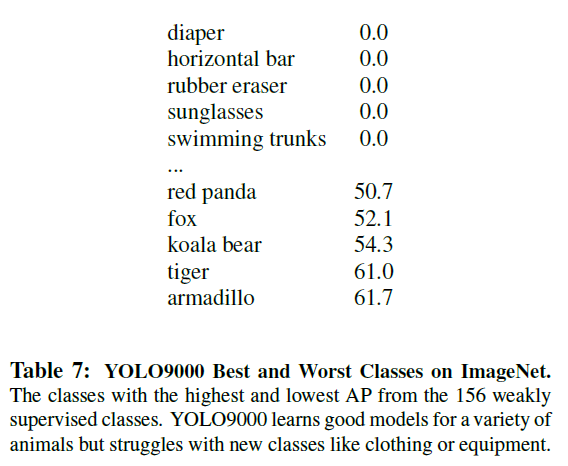 diaper 0.0
horizontal bar 0.0
rubber eraser 0.0
sunglasses 0.0
swimming trunks 0.0
...
red panda 50.7
fox 52.1
koala bear 54.3
tiger 61.0
armadillo 61.7
Table 7: YOLO9000 Best and Worst Classes on ImageNet.
The classes with the highest and lowest AP from the 156 weakly
supervised classes. YOLO9000 learns good models for a variety of
animals but struggles with new classes like clothing or equipment.